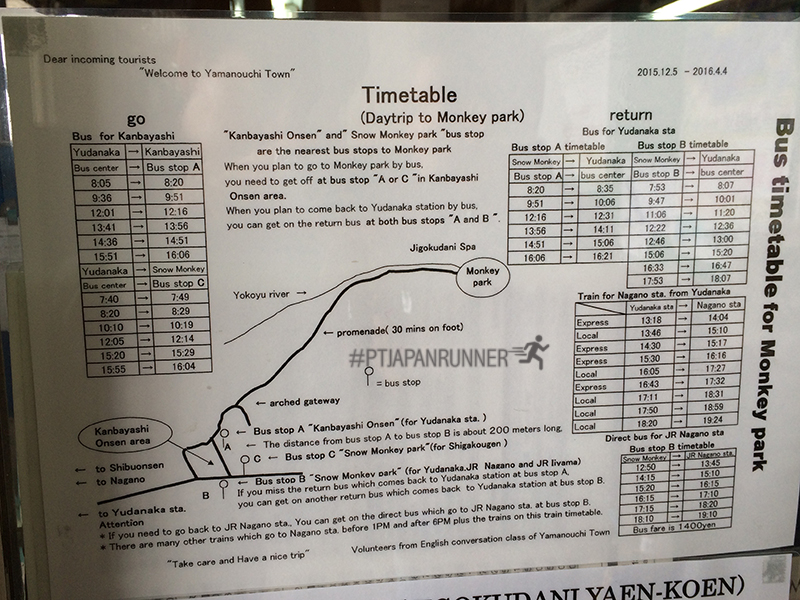 Dear incoming tourists
"Welcome to Yamanouchi Town"
2015.12.5 - 2016.4.4
Timetable
(Daytrip to Monkey park)
go
Bus for Kanbayashi
Yudanaka → Kanbayashi
Bus center → Bus stop A
8:05 → 8:20
9:36 → 9:51
12:01 → 12:16
13:41 → 13:56
14:36 → 14:51
15:51 → 16:06
Yudanaka → Snow Monkey
Bus center → Bus stop C
7:40 → 7:49
8:20 → 8:29
10:10 → 10:19
12:05 → 12:14
15:20 → 15:29
15:55 → 16:04
"Kanbayashi Onsen" and" Snow Monkey park "bus stop
are the nearest bus stops to Monkey park
When you plan to go to Monkey park by bus,
you need to get off at bus stop "A or C "in Kanbayashi
Onsen area.
When you plan to come back to Yudanaka station by bus,
you can get on the return bus at both bus stops "A and B ".
return
Bus for Yudanaka sta
Bus stop A timetable
Snow Monkey → Yudanaka
Bus stop A → bus center
8:20 → 8:35
9:51 → 10:06
12:16 → 12:31
13:56 → 14:11
14:51 → 15:06
16:06 → 16:21
Bus stop B timetable
Snow Monkey → Yudanaka
Bus stop B → bus center
7:53 → 8:07
9:47 → 10:01
11:06 → 11:20
12:22 → 12:36
12:46 → 13:00
15:06 → 15:20
16:33 → 16:47
17:53 → 18:07
Bus timetable for Monkey park
Train for Nagano sta. from Yudanaka
Yudanaka sta → Nagano sta
Express 13:18 → 14:04
Local 13:46 → 15:10
Express 14:30 → 15:17
Express 15:30 → 16:16
Local 16:05 → 17:27
Express 16:43 → 17:32
Local 17:11 → 18:31
Local 17:50 → 18:59
Local 18:20 → 19:24
Direct bus for JR Nagano sta
Bus stop B timetable
Snow Monkey → JR Nagano sta.
12:50 → 13:45
14:15 → 15:10
15:20 → 16:15
16:15 → 17:10
17:15 → 18:20
18:10 → 19:10
Bus fare is 1400yen
Jigokudani Spa
Monkey
park
Yokoyu river →
← promenade( 30 mins on foot)
#PTJAPANRUNNER
= bus stop
← arched gateway
Kanbayashi
Onsen area
A
← Bus stop A "Kanbayashi Onsen"(for Yudanaka sta. )
← The distance from bus stop A to bus stop B is about 200 meters long.
C ← Bus stop C "Snow Monkey park"(for Shigakougen )
← to Shibuonsen
← to Nagano
B
← Bus stop B "Snow Monkey park" (for Yudanaka,JR Nagano and JR Iiyama)
If you miss the return bus which comes back to Yudanaka station at bus stop A,
you can get on another return bus which comes back to Yudanaka station at bus stop B.
← to Yudanaka sta.
Attention
* If you need to go back to JR Nagano sta., You can get on the direct bus which go to JR Nagano sta. at bus stop B.
* There are many other trains which go to Nagano sta. before 1PM and after 6PM plus the trains on this train timetable.
"Take care and Have a nice trip"
Volunteers from English conversation class of Yamanouchi Town
OKUDANI YAEN-KOEN)